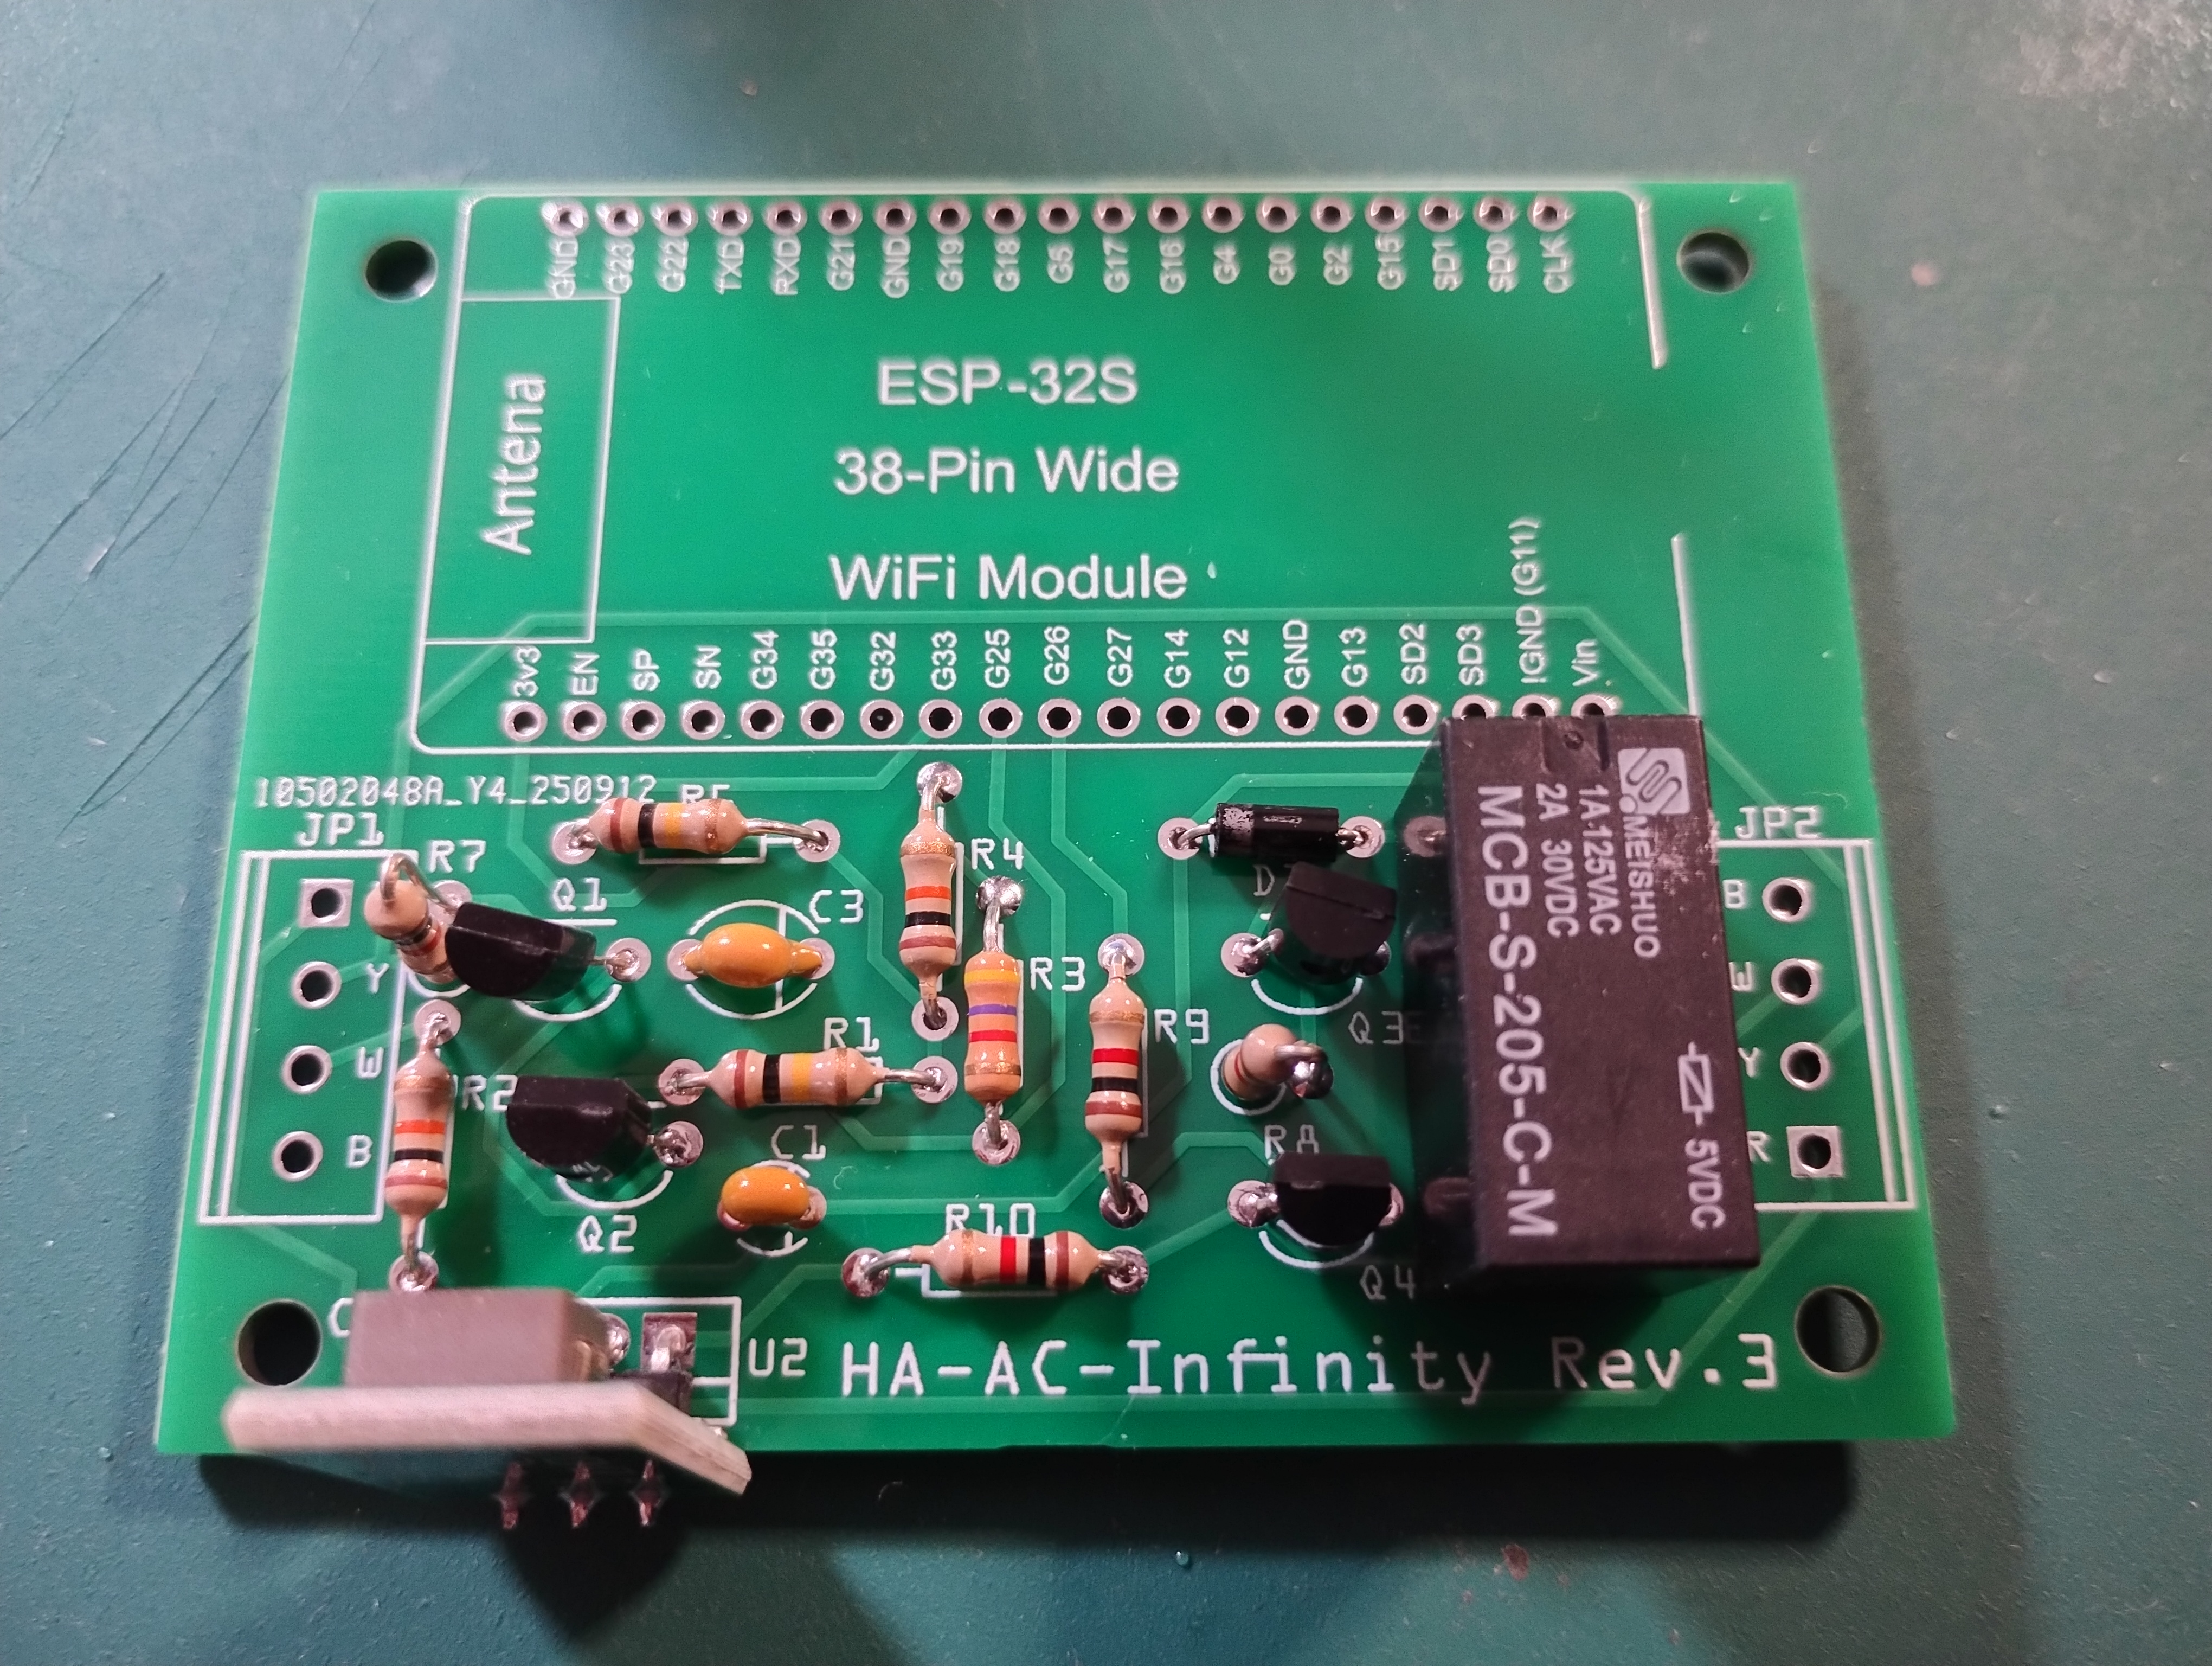 GND G23 G22 TXD RXD G21 GND G19 G18 G5 G17 G16 G4 G0 G2 G15 SD1 SD0 CLK
Antena
ESP-32S
38-Pin Wide
WiFi Module
3v3 EN SP SN G34 G35 G32 G33 G25 G26 G27 G14 G12 GND G13 SD2 SD3 !GND (G11) Vin
10502048A_Y4_250912
R5
JP1
JP2
R7
R4
Q1
C3
B
Y
R3
W
R1
R9
Q3
W
Y
R2
B
C1
R8
R
Q2
R10
Q4
MEISHUO
1A 125VAC
2A 30VDC
MCB-S-205-C-M
5VDC
U2
HA-AC-Infinity Rev.3